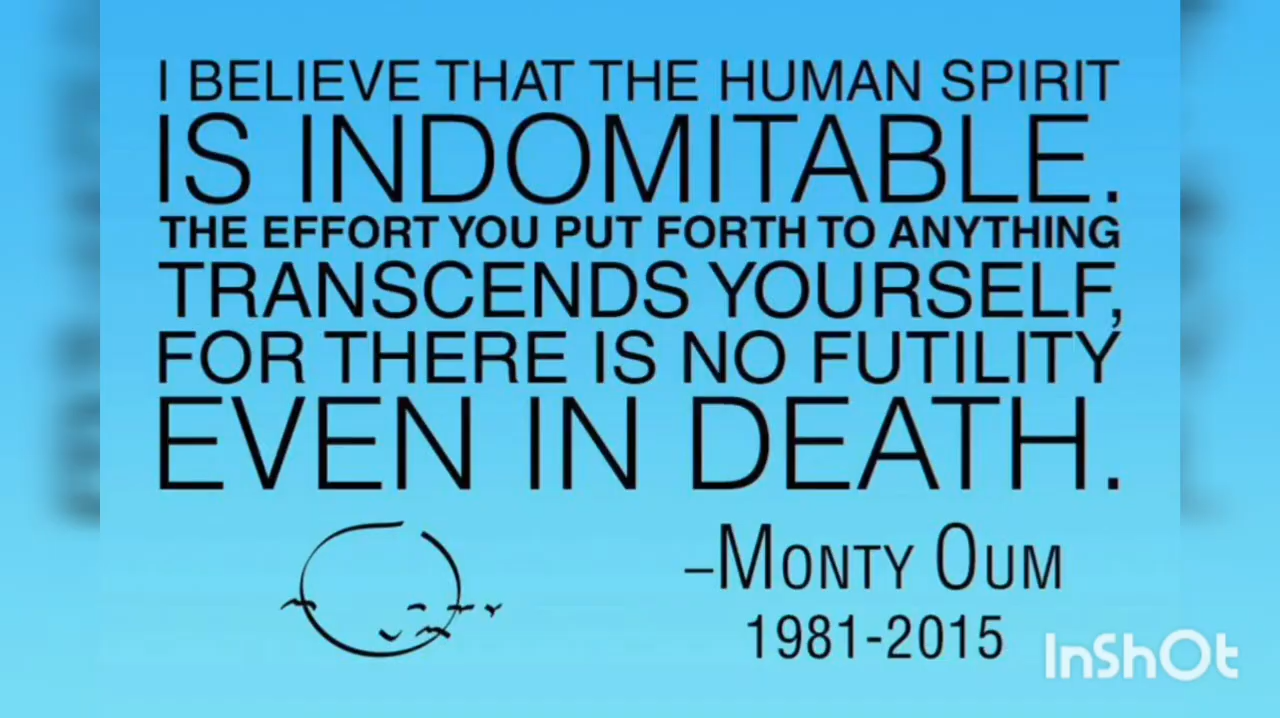 I BELIEVE THAT THE HUMAN SPIRIT
IS INDOMITABLE.
THE EFFORT YOU PUT FORTH TO ANYTHING
TRANSCENDS YOURSELF,
FOR THERE IS NO FUTILITY
EVEN IN DEATH.
–MONTY OUM
1981-2015
InShOt